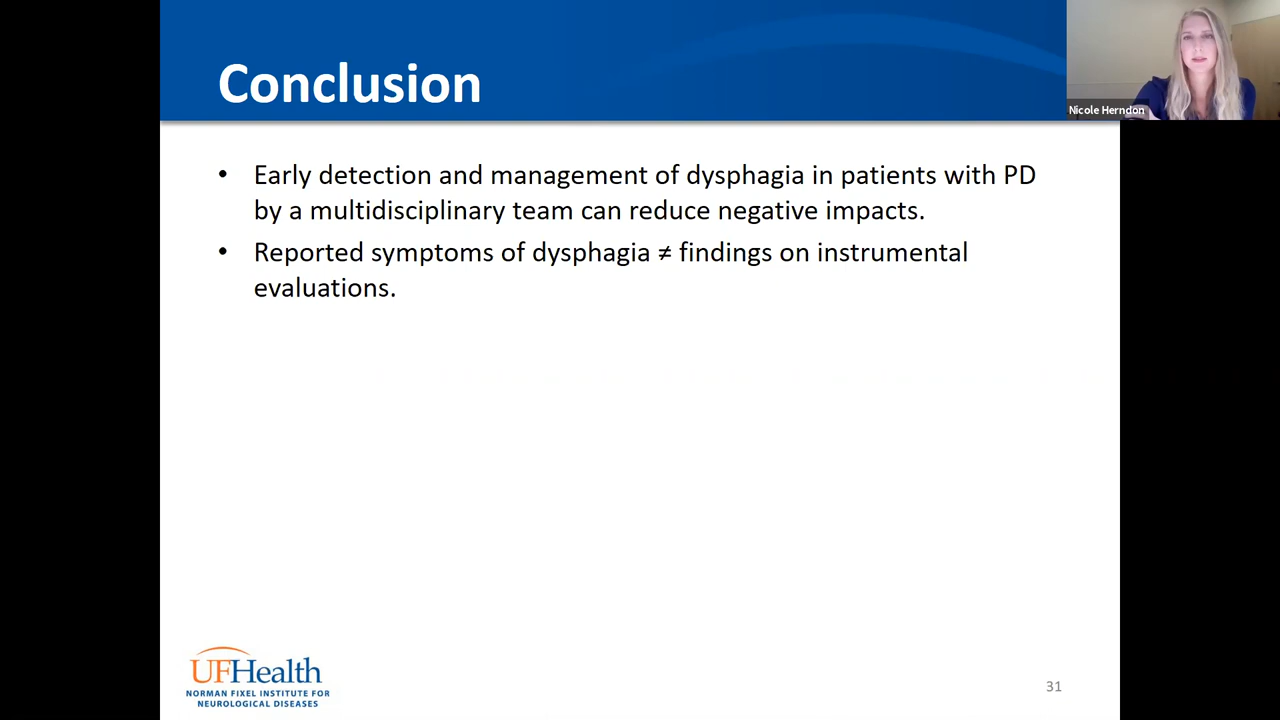 Conclusion
Nicole Herndon
• Early detection and management of dysphagia in patients with PD
by a multidisciplinary team can reduce negative impacts.
• Reported symptoms of dysphagia ≠ findings on instrumental
evaluations.
UFHealth
NORMAN FIXEL INSTITUTE FOR
NEUROLOGICAL DISEASES
31